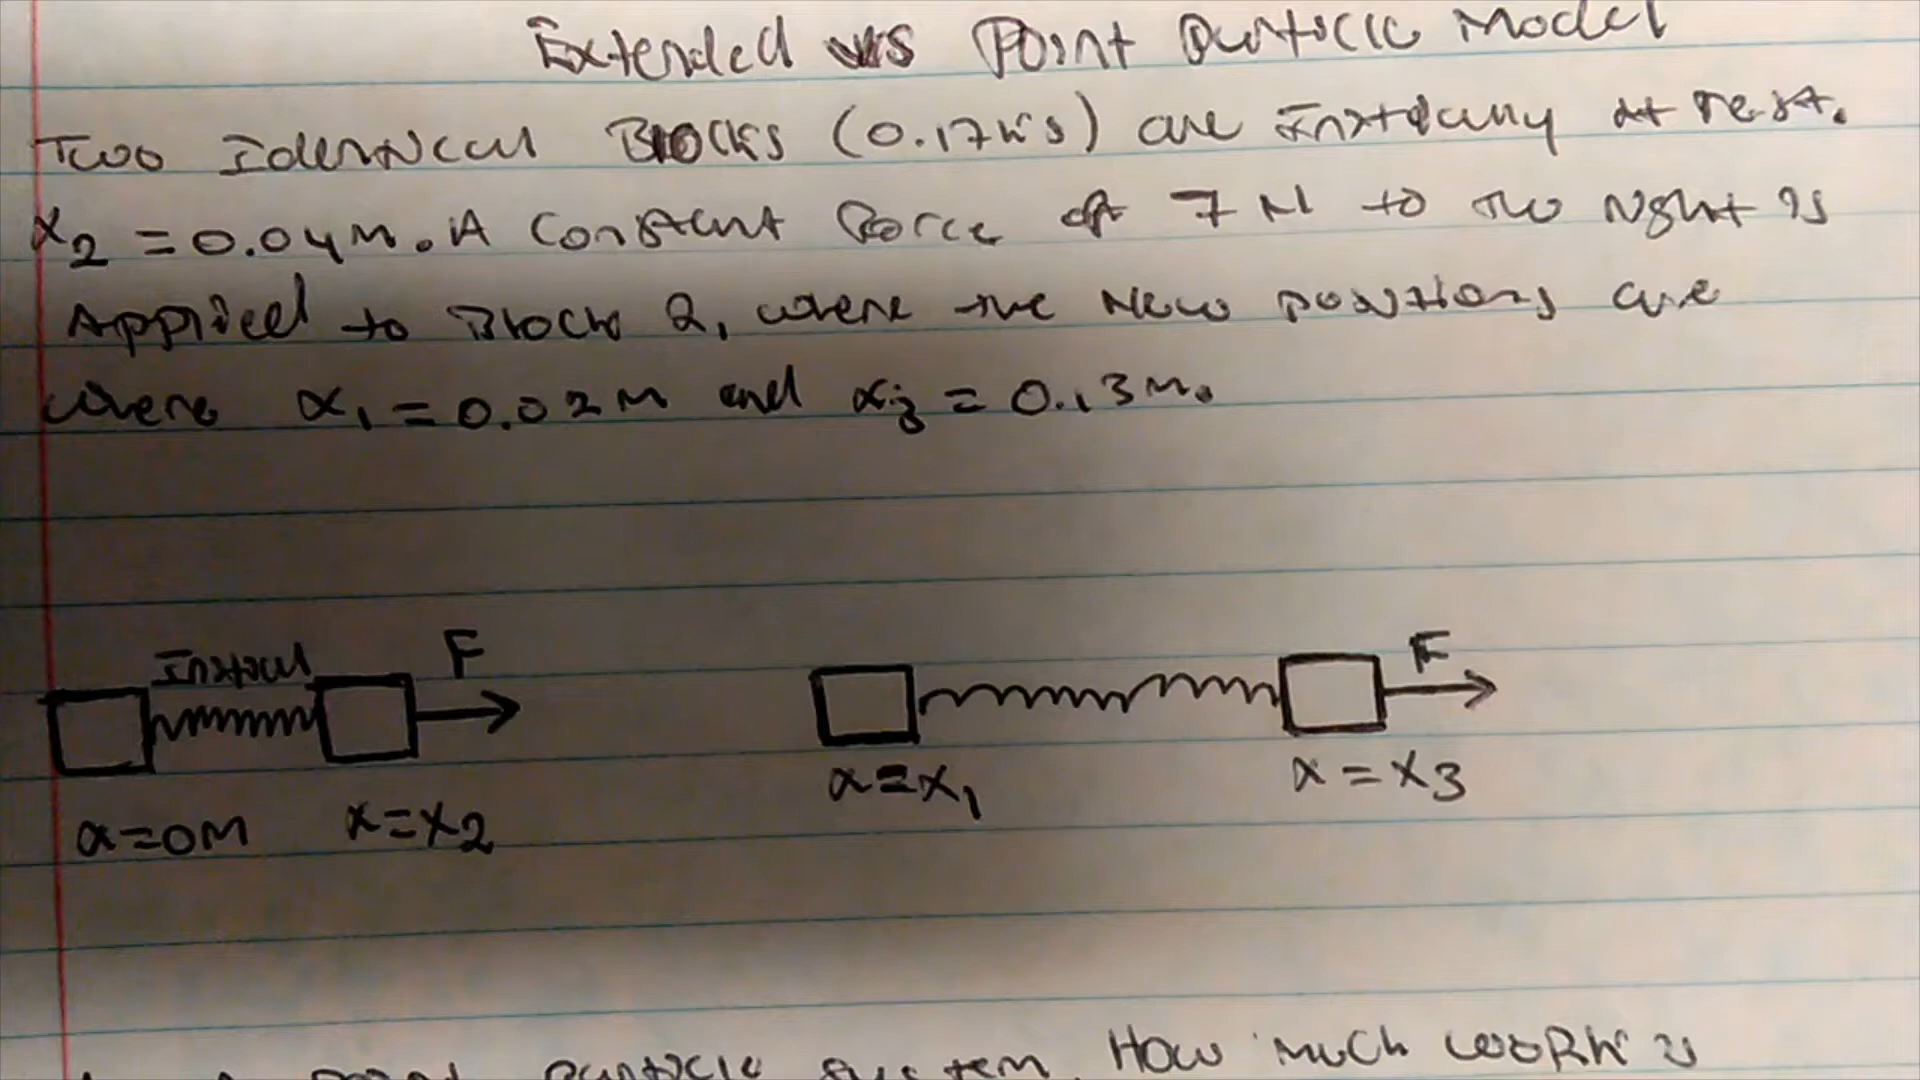 Extended vs Point Particle Model
Two Identical Blocks (0.17kg) are Initially at rest.
x₂ = 0.04m. A Constant Force of 7 N to the right is
Applied to Block 2, where the New positions are
where x₁ = 0.02m and x₃ = 0.13m.
Initial F F
x=0m x=x₂ x=x₁ x=x₃
point particle system. How much work is